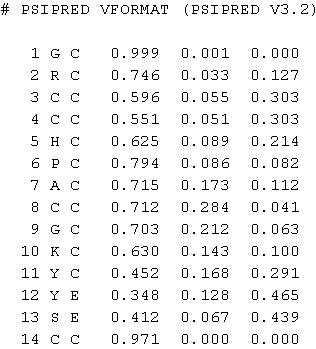 # PSIPRED VFORMAT (PSIPRED V3.2)
1 G C 0.999 0.001 0.000
2 R C 0.746 0.033 0.127
3 C C 0.596 0.055 0.303
4 C C 0.551 0.051 0.303
5 H C 0.625 0.089 0.214
6 P C 0.794 0.086 0.082
7 A C 0.715 0.173 0.112
8 C C 0.712 0.284 0.041
9 G C 0.703 0.212 0.063
10 K C 0.630 0.143 0.100
11 Y C 0.452 0.168 0.291
12 Y E 0.348 0.128 0.465
13 S E 0.412 0.067 0.439
14 C C 0.971 0.000 0.000